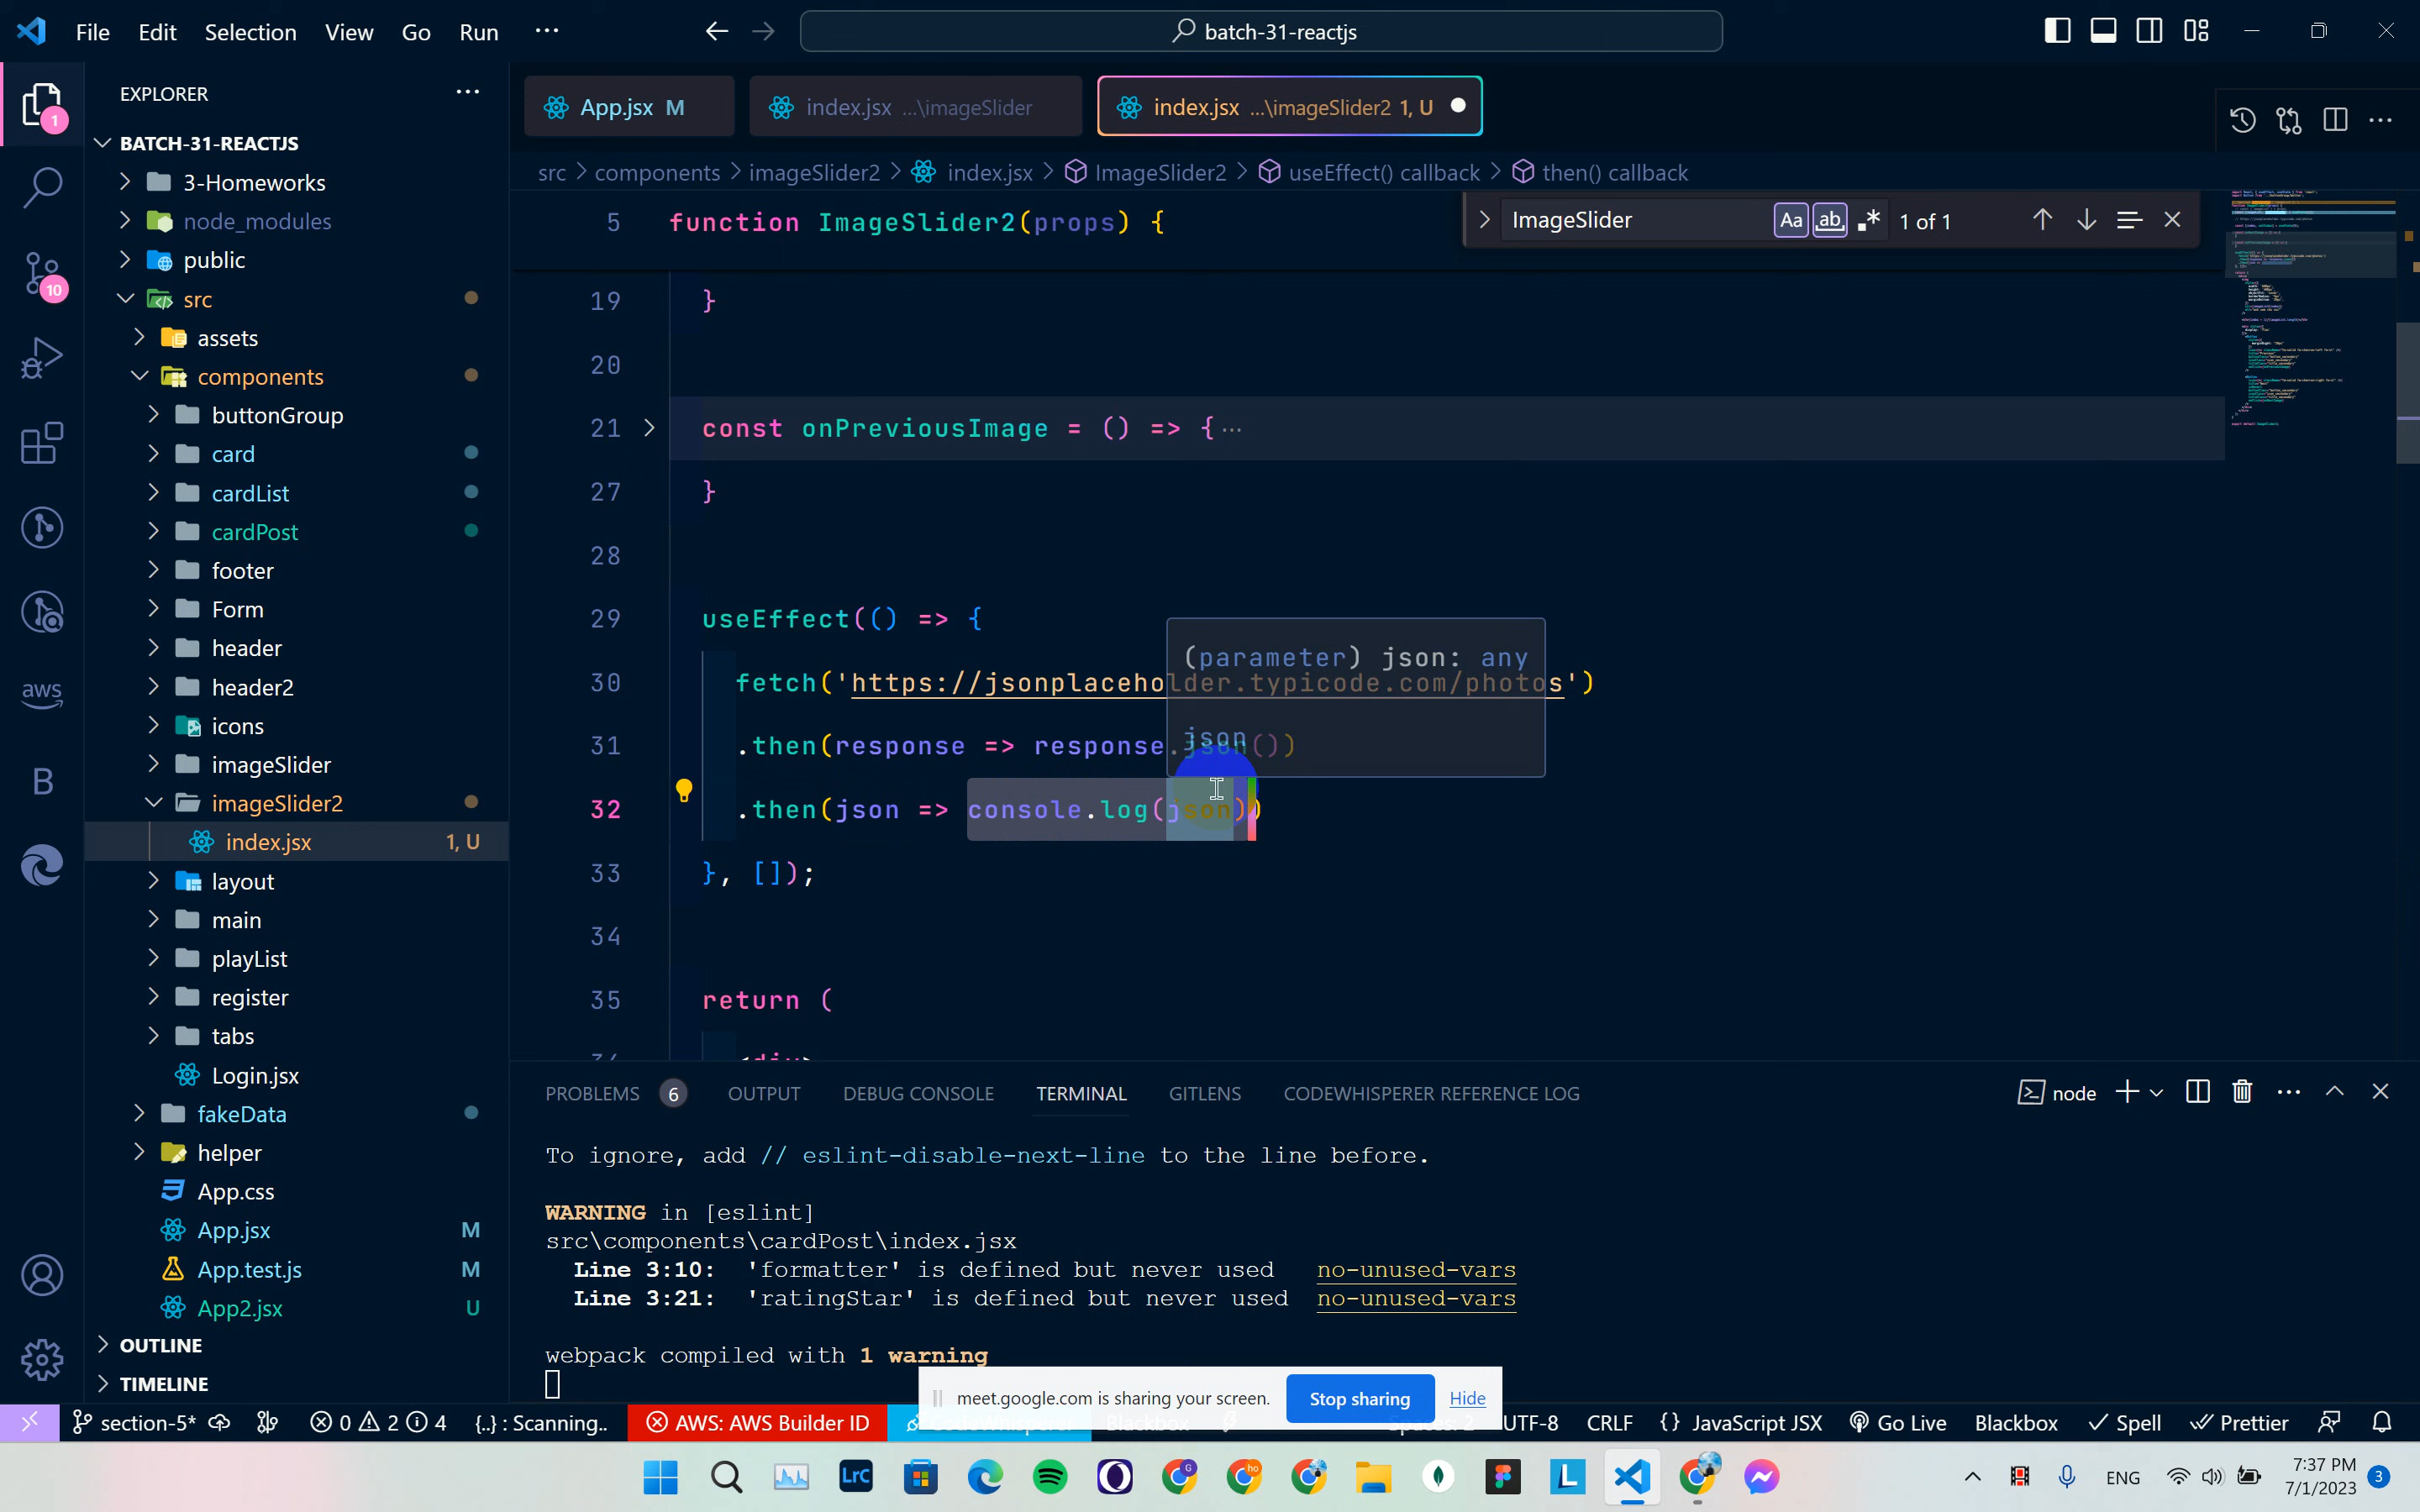 File Edit Selection View Go Run ··· batch-31-reactjs
EXPLORER
BATCH-31-REACTJS
3-Homeworks
node_modules
public
src
assets
components
buttonGroup
card
cardList
cardPost
footer
Form
header
header2
icons
imageSlider
imageSlider2
index.jsx 1, U
layout
main
playList
register
tabs
Login.jsx
fakeData
helper
App.css
App.jsx M
App.test.js M
App2.jsx U
OUTLINE
TIMELINE
1
10
aws
B
App.jsx M index.jsx ...\imageSlider index.jsx ...\imageSlider2 1, U
src > components > imageSlider2 > index.jsx > ImageSlider2 > useEffect() callback > then() callback
ImageSlider Aa ab .* 1 of 1
5 function ImageSlider2(props) {
19 }
20
21 const onPreviousImage = () => {···
27 }
28
29 useEffect(() => {
(parameter) json: any
json
30 fetch('https://jsonplaceholder.typicode.com/photos')
31 .then(response => response.json())
32 .then(json => console.log(json))
33 }, []);
34
35 return (
PROBLEMS 6 OUTPUT DEBUG CONSOLE TERMINAL GITLENS CODEWHISPERER REFERENCE LOG node
To ignore, add // eslint-disable-next-line to the line before.
WARNING in [eslint]
src\components\cardPost\index.jsx
Line 3:10: 'formatter' is defined but never used no-unused-vars
Line 3:21: 'ratingStar' is defined but never used no-unused-vars
webpack compiled with 1 warning
meet.google.com is sharing your screen. Stop sharing Hide
section-5* 0 2 4 {..} : Scanning.. AWS: AWS Builder ID UTF-8 CRLF {} JavaScript JSX Go Live Blackbox Spell Prettier
LrC L ENG 7:37 PM 3
7/1/2023